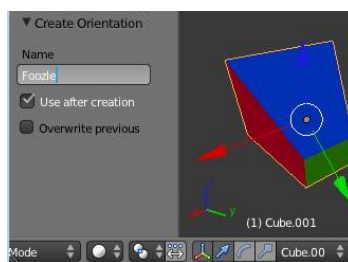 ▼ Create Orientation
Name
Foozle
Use after creation
Overwrite previous
y
(1) Cube.001
Mode
Cube.00